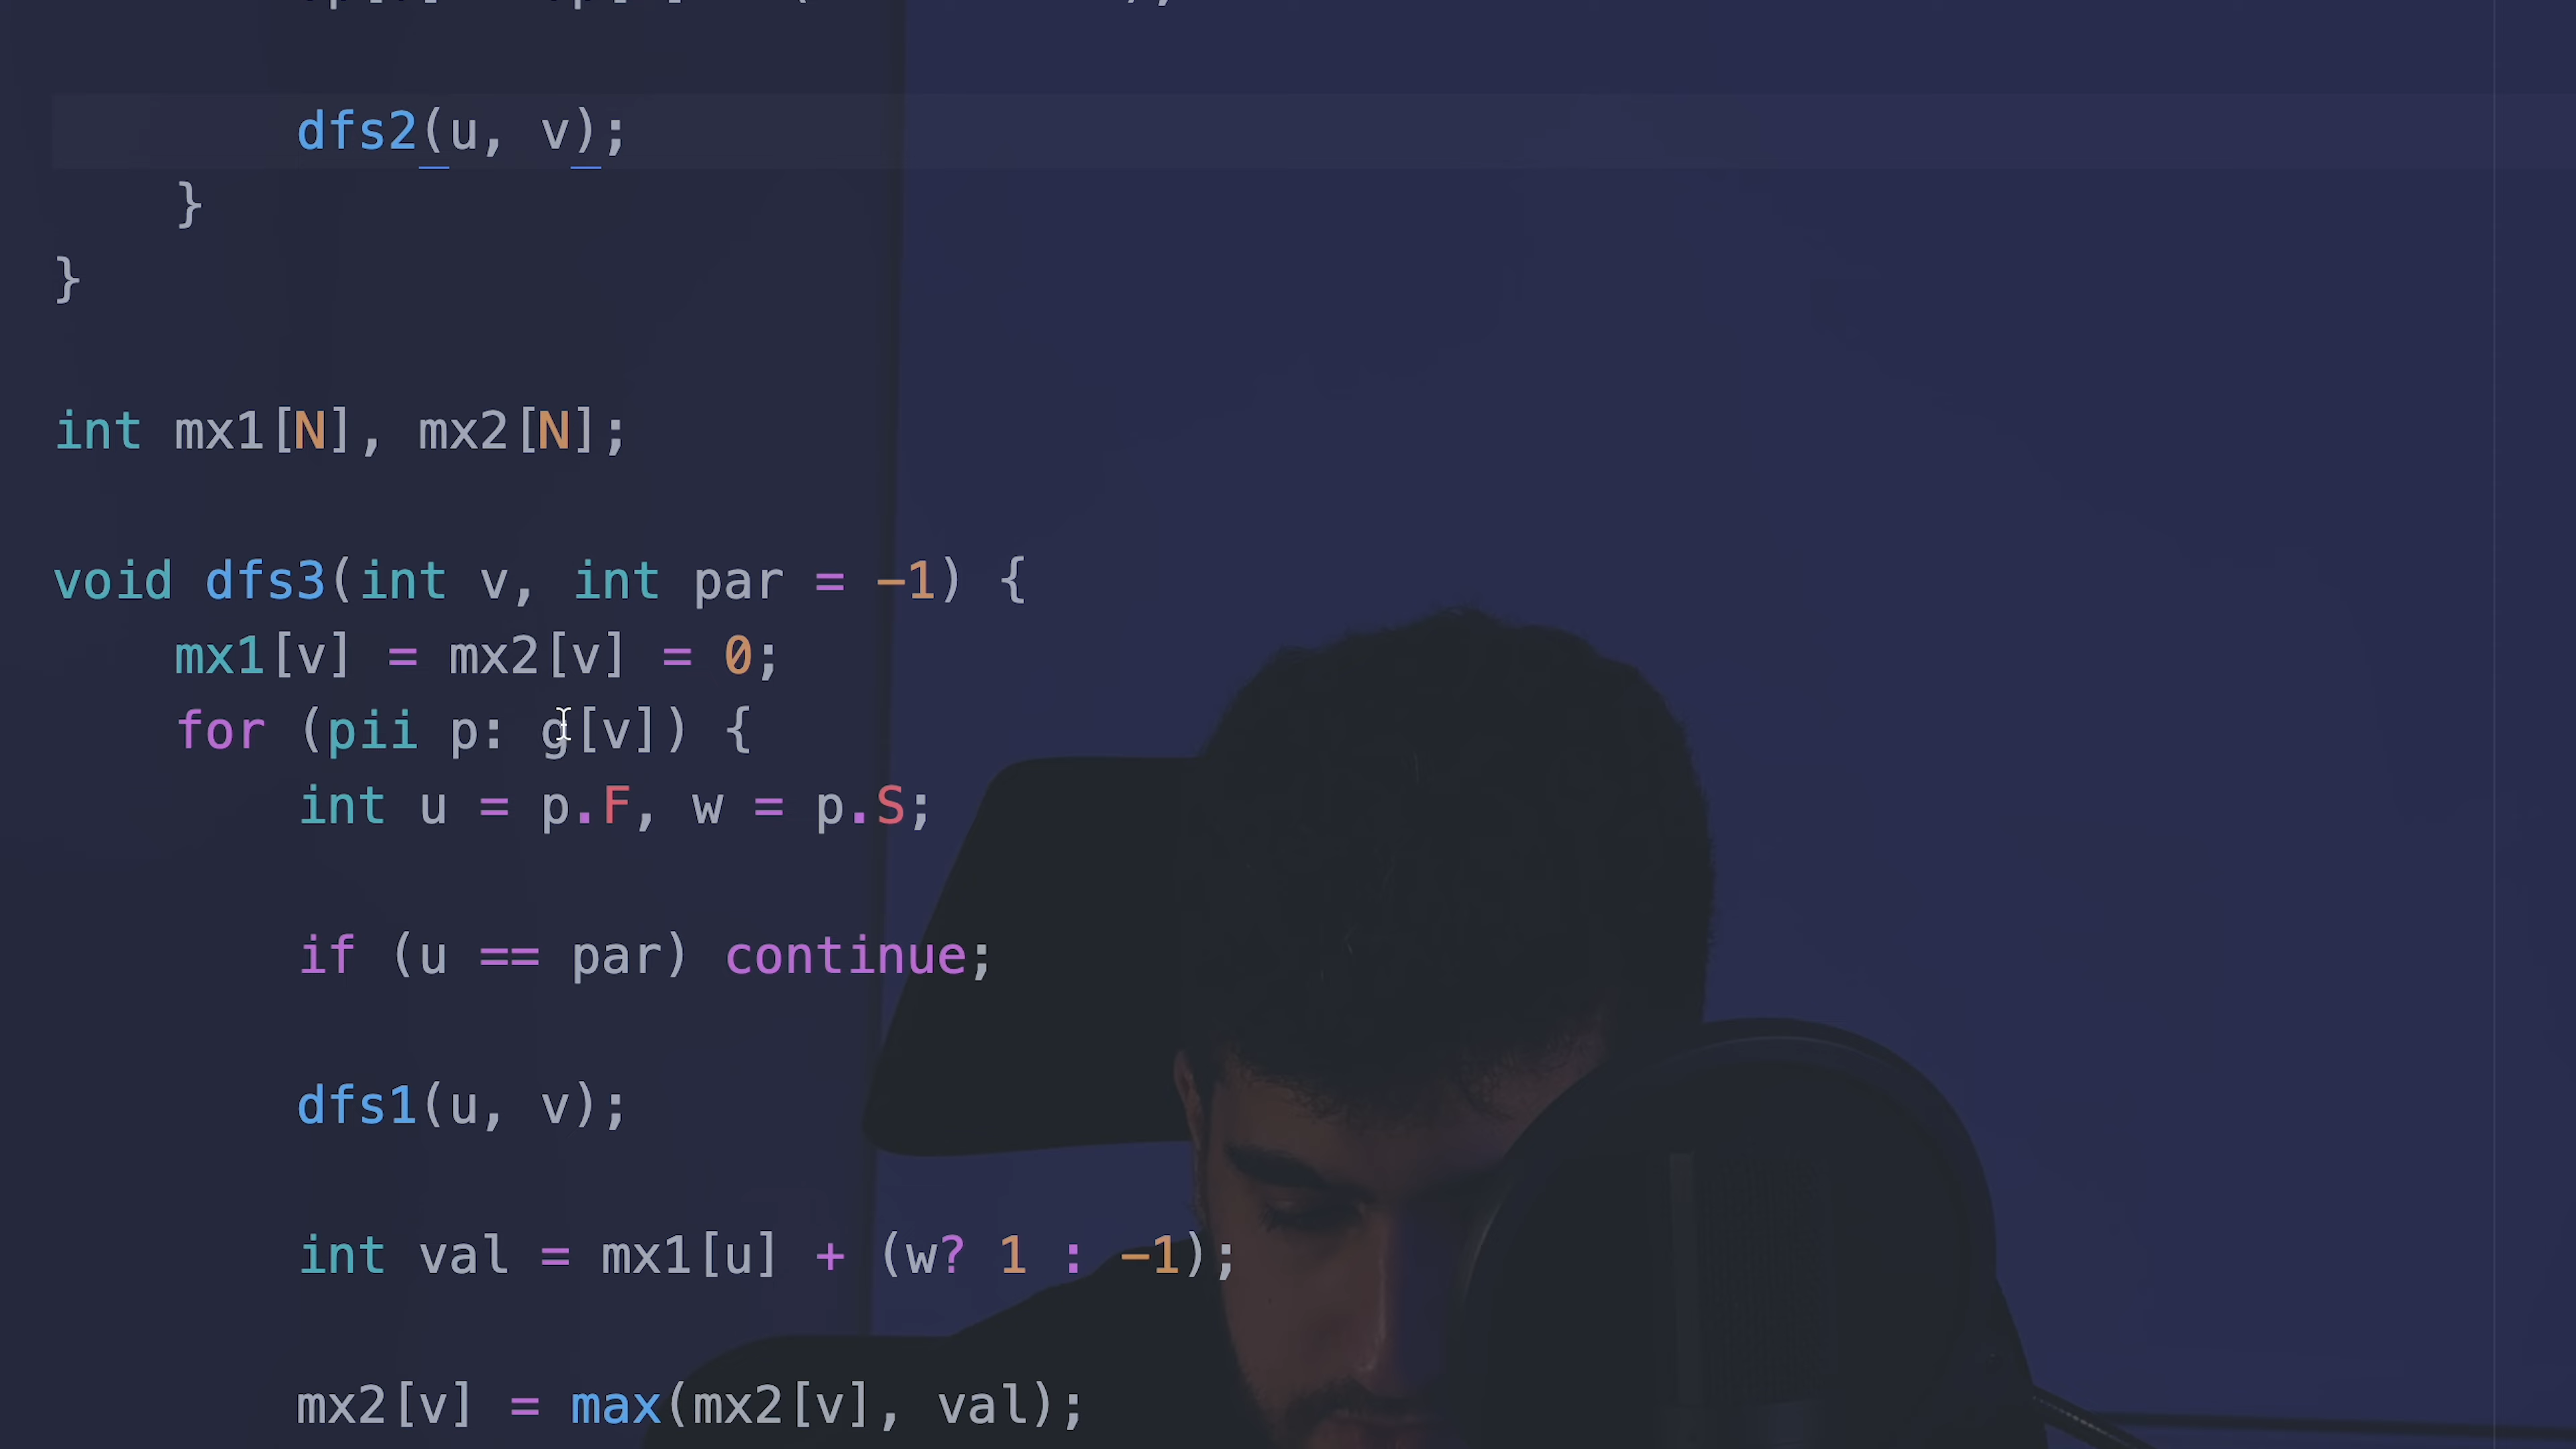 dfs2(u, v);
}
}
int mx1[N], mx2[N];
void dfs3(int v, int par = -1) {
mx1[v] = mx2[v] = 0;
for (pii p: g[v]) {
int u = p.F, w = p.S;
if (u == par) continue;
dfs1(u, v);
int val = mx1[u] + (w? 1 : -1);
mx2[v] = max(mx2[v], val);